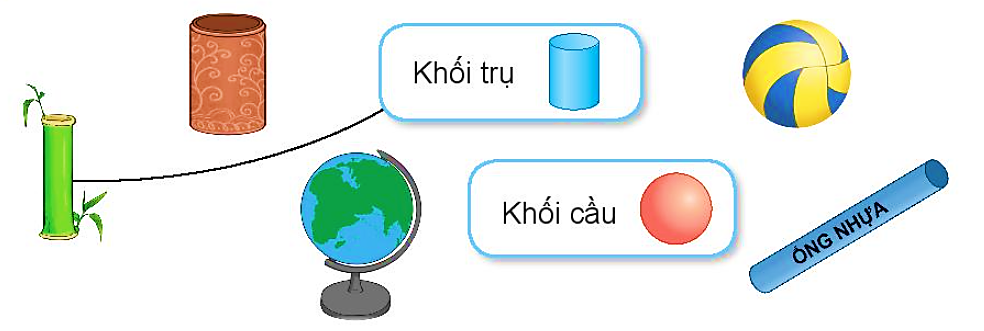 Khối trụ
Khối cầu
ỐNG NHỰA